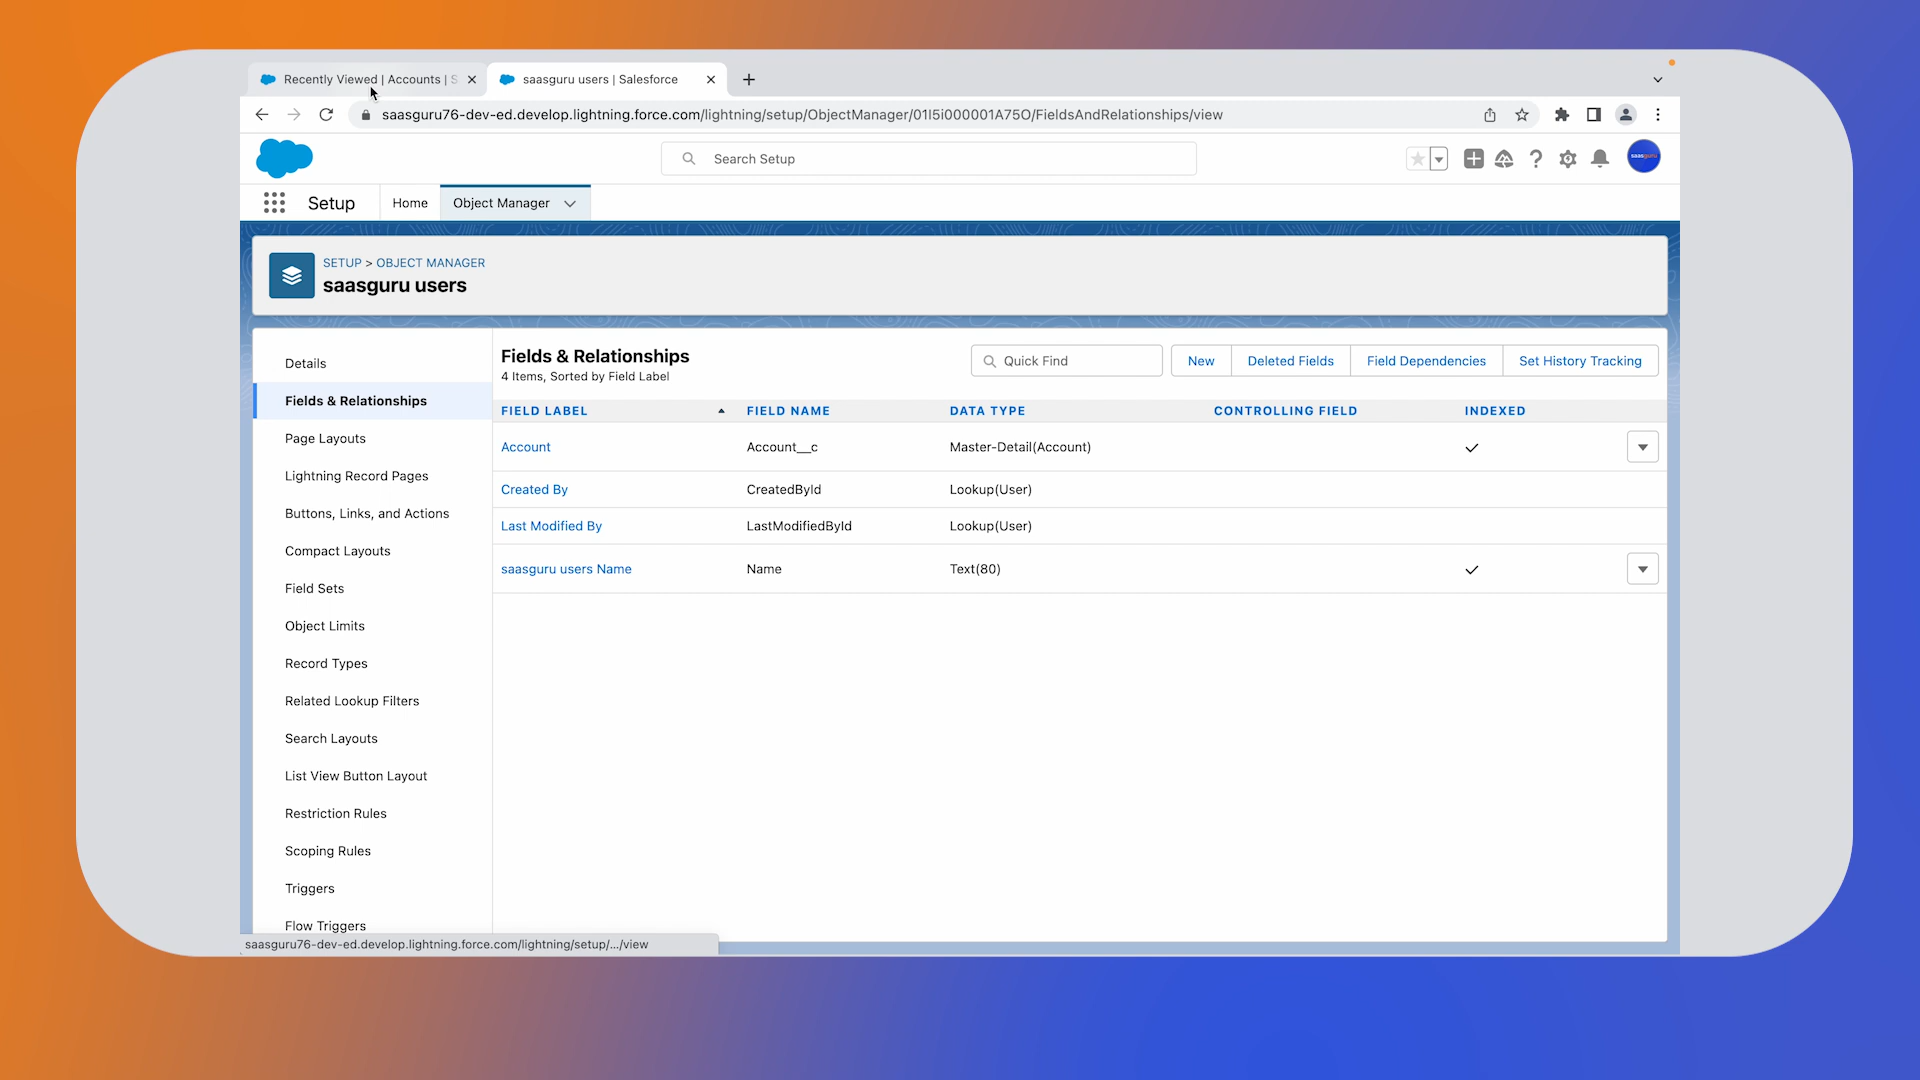 Recently Viewed | Accounts | S
saasguru users | Salesforce
saasguru76-dev-ed.develop.lightning.force.com/lightning/setup/ObjectManager/01I5i000001A75O/FieldsAndRelationships/view
Search Setup
saasguru
Setup
Home
Object Manager
SETUP > OBJECT MANAGER
saasguru users
Details
Fields & Relationships
Page Layouts
Lightning Record Pages
Buttons, Links, and Actions
Compact Layouts
Field Sets
Object Limits
Record Types
Related Lookup Filters
Search Layouts
List View Button Layout
Restriction Rules
Scoping Rules
Triggers
Flow Triggers
Fields & Relationships
4 Items, Sorted by Field Label
Quick Find
New
Deleted Fields
Field Dependencies
Set History Tracking
FIELD LABEL FIELD NAME DATA TYPE CONTROLLING FIELD INDEXED
Account Account__c Master-Detail(Account)
Created By CreatedById Lookup(User)
Last Modified By LastModifiedById Lookup(User)
saasguru users Name Name Text(80)
saasguru76-dev-ed.develop.lightning.force.com/lightning/setup/.../view